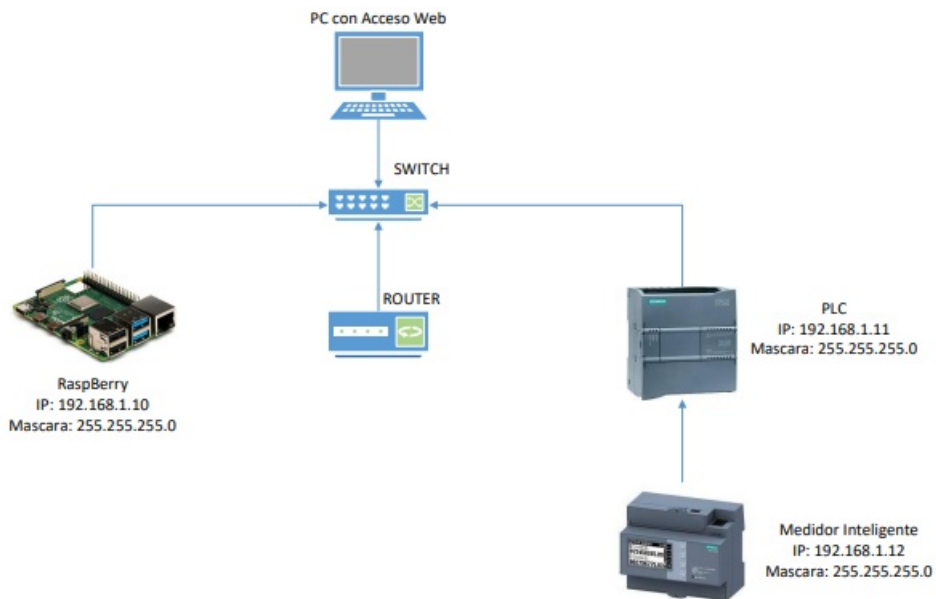 PC con Acceso Web
SWITCH
ROUTER
RaspBerry
IP: 192.168.1.10
Mascara: 255.255.255.0
SIEMENS
PLC
IP: 192.168.1.11
Mascara: 255.255.255.0
Medidor Inteligente
IP: 192.168.1.12
Mascara: 255.255.255.0